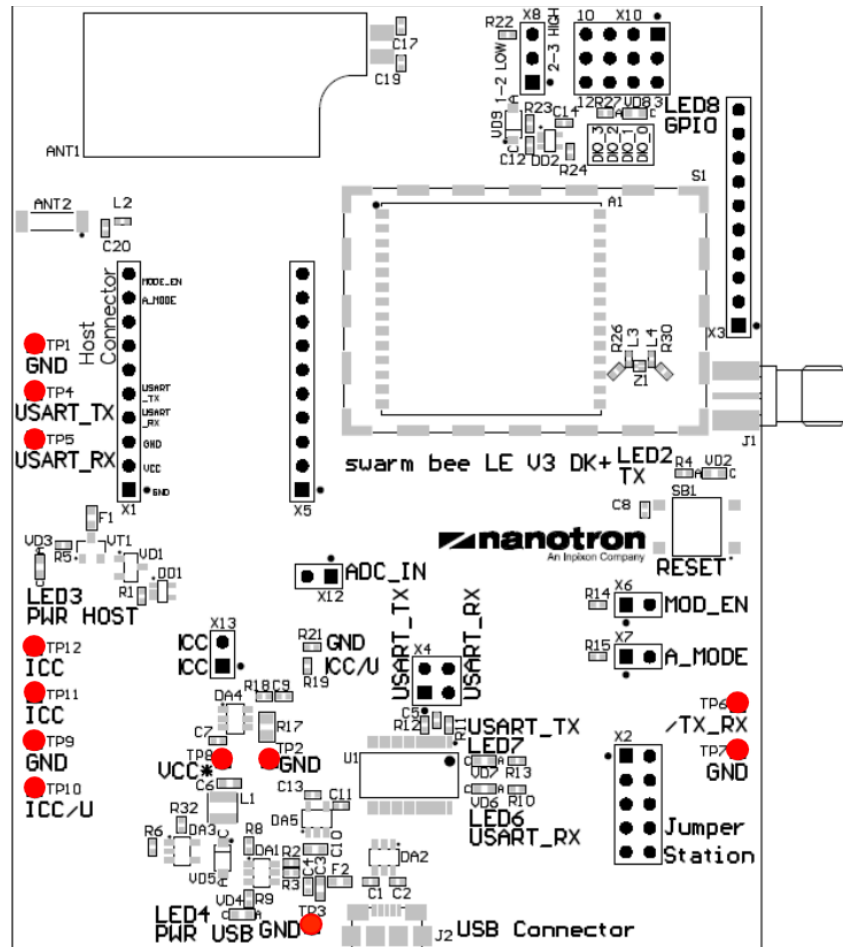 R22
X8
10 X10
C17
1-2 LOW
2-3 HIGH
C19
12 R27 A VD8 C 3
LED8
GPIO
A
VD9
C
R23
C14
C12
DD2
R24
DIO_3
DIO_2
DIO_1
DIO_0
ANT1
S1
ANT2
L2
A1
C20
Host
Connector
MODE_EN
A_MODE
USART
_TX
USART
_RX
GND
VCC
GND
X1
X5
X3
TP1
GND
TP4
USART_TX
TP5
USART_RX
R26
L3
L4
R30
Z1
J1
swarm bee LE V3 DK+
LED2
TX
R4 A VD2 C
SB1
C8
RESET
F1
VD3
R5
VT1
VD1
DD1
R1
LED3
PWR HOST
nanotron
An Inpixon Company
ADC_IN
X12
X6
R14
MOD_EN
X7
R15
A_MODE
X13
ICC
ICC
R21
GND
R19
ICC/U
USART_TX
X4
USART_RX
TP12
ICC
TP11
ICC
TP9
GND
TP10
ICC/U
R18 C9
DA4
R17
C7
TP8
VCC*
TP2
GND
C5
R12
R11
USART_TX
LED7
U1
C VD7 A R13
C VD6 A R10
LED6
USART_RX
TP6
/TX_RX
TP7
GND
X2
Jumper
Station
C6
L1
C13
C11
R32
DA5
R6
DA3
C
VD5
A
R8
DA1
R2
R3
C10
C4
C3
F2
DA2
C1 C2
VD4
R9
C A
LED4
PWR USB
TP3
GND
J2
USB Connector